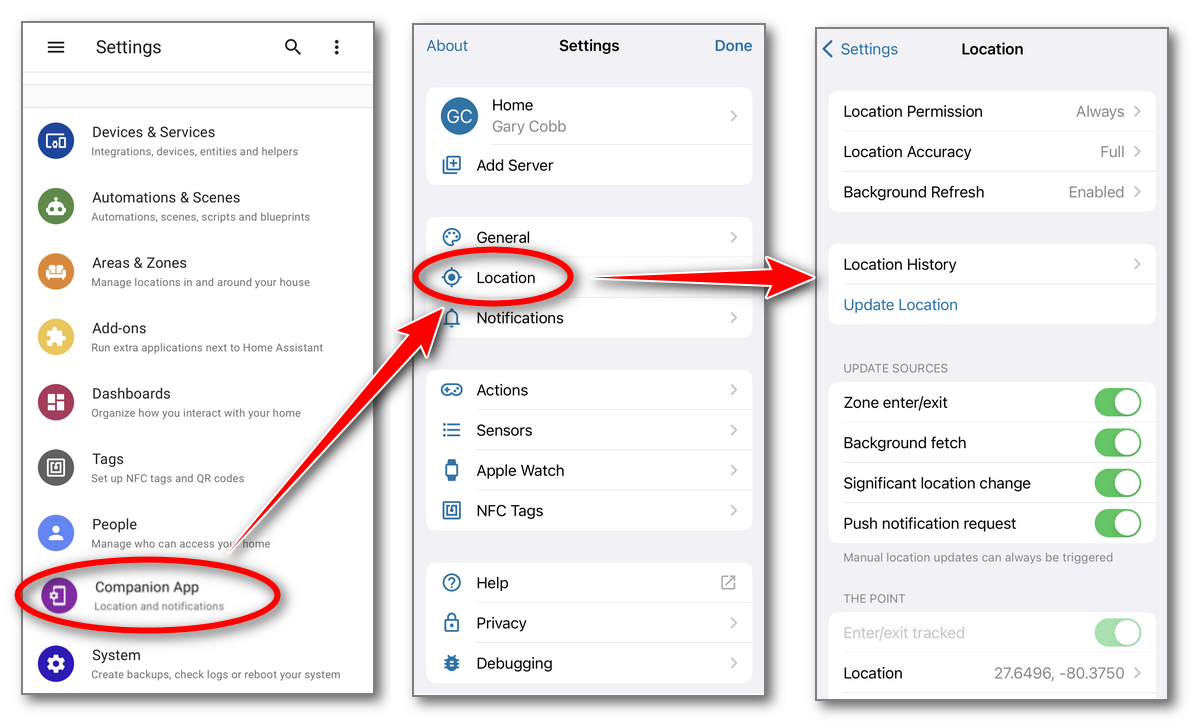 Settings
Devices & Services
Integrations, devices, entities and helpers
Automations & Scenes
Automations, scenes, scripts and blueprints
Areas & Zones
Manage locations in and around your house
Add-ons
Run extra applications next to Home Assistant
Dashboards
Organize how you interact with your home
Tags
Set up NFC tags and QR codes
People
Manage who can access your home
Companion App
Location and notifications
System
Create backups, check logs or reboot your system
About Settings Done
GC
Home
Gary Cobb
Add Server
General
Location
Notifications
Actions
Sensors
Apple Watch
NFC Tags
Help
Privacy
Debugging
Settings Location
Location Permission Always
Location Accuracy Full
Background Refresh Enabled
Location History
Update Location
UPDATE SOURCES
Zone enter/exit
Background fetch
Significant location change
Push notification request
Manual location updates can always be triggered
THE POINT
Enter/exit tracked
Location 27.6496, -80.3750